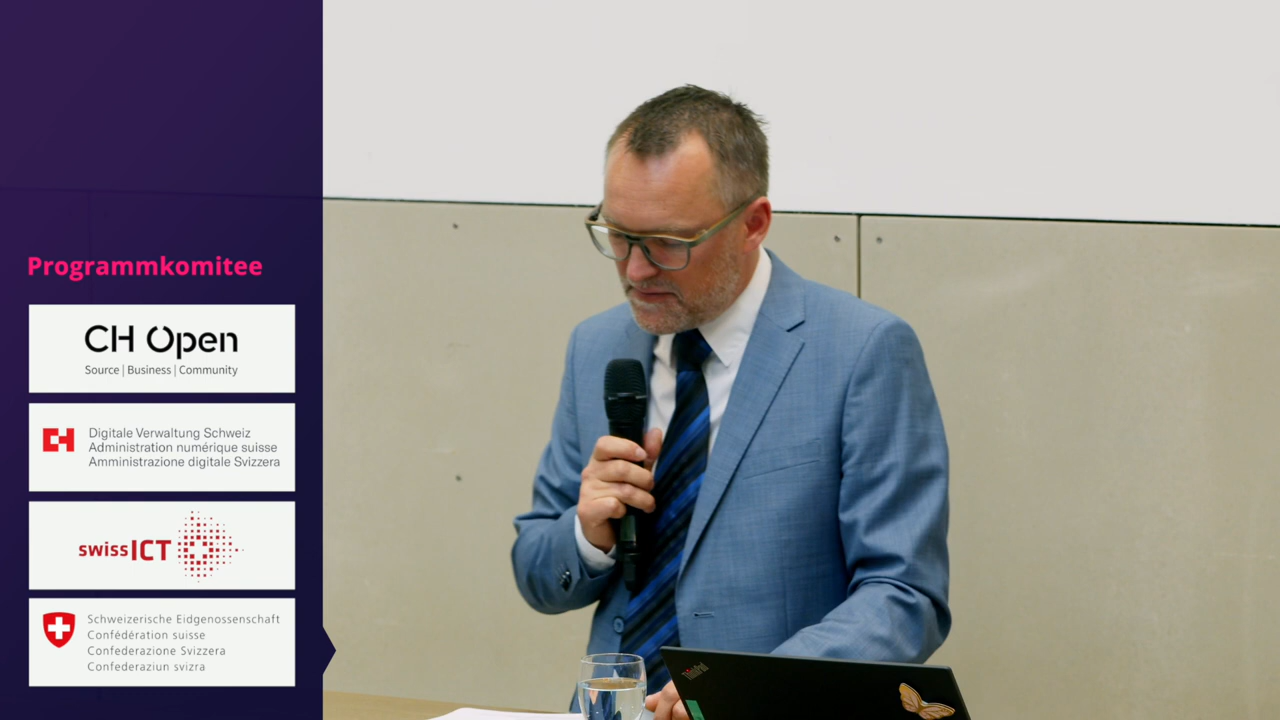 Programmkomitee
CH Open
Source | Business | Community
Digitale Verwaltung Schweiz
Administration numérique suisse
Amministrazione digitale Svizzera
swissICT
Schweizerische Eidgenossenschaft
Confédération suisse
Confederazione Svizzera
Confederaziun svizra
ThinkPad